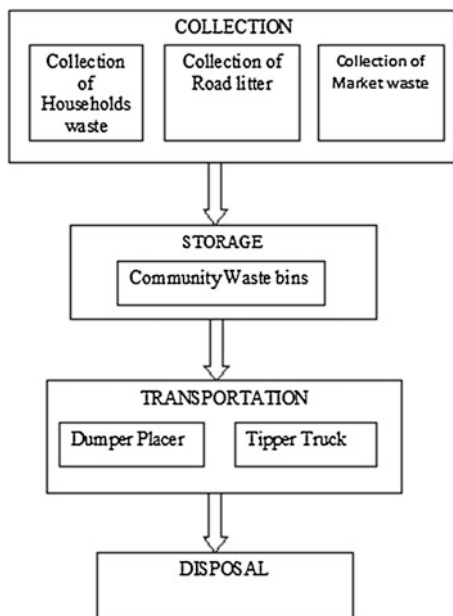 COLLECTION
Collection
of
Households
waste
Collection of
Road litter
Collection of
Market waste
STORAGE
Community Waste bins
TRANSPORTATION
Dumper Placer
Tipper Truck
DISPOSAL